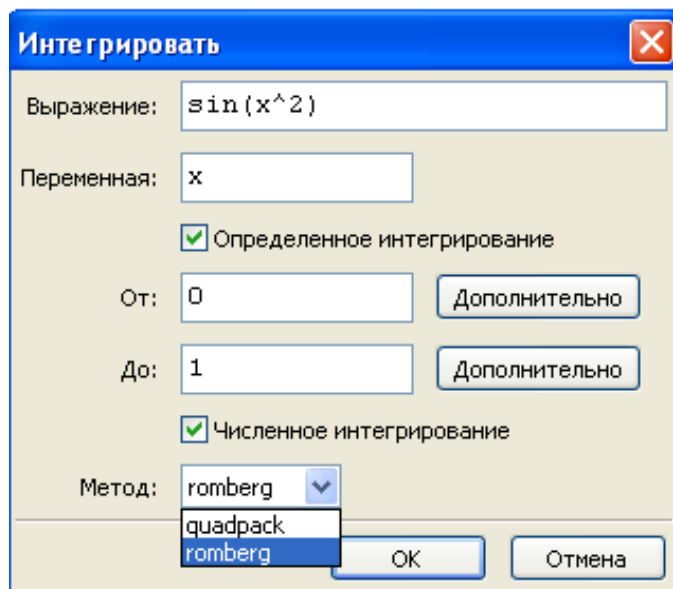 Интегрировать
Выражение: sin(x^2)
Переменная: x
Определенное интегрирование
От: 0 Дополнительно
До: 1 Дополнительно
Численное интегрирование
Метод: romberg
quadpack
romberg
OK Отмена